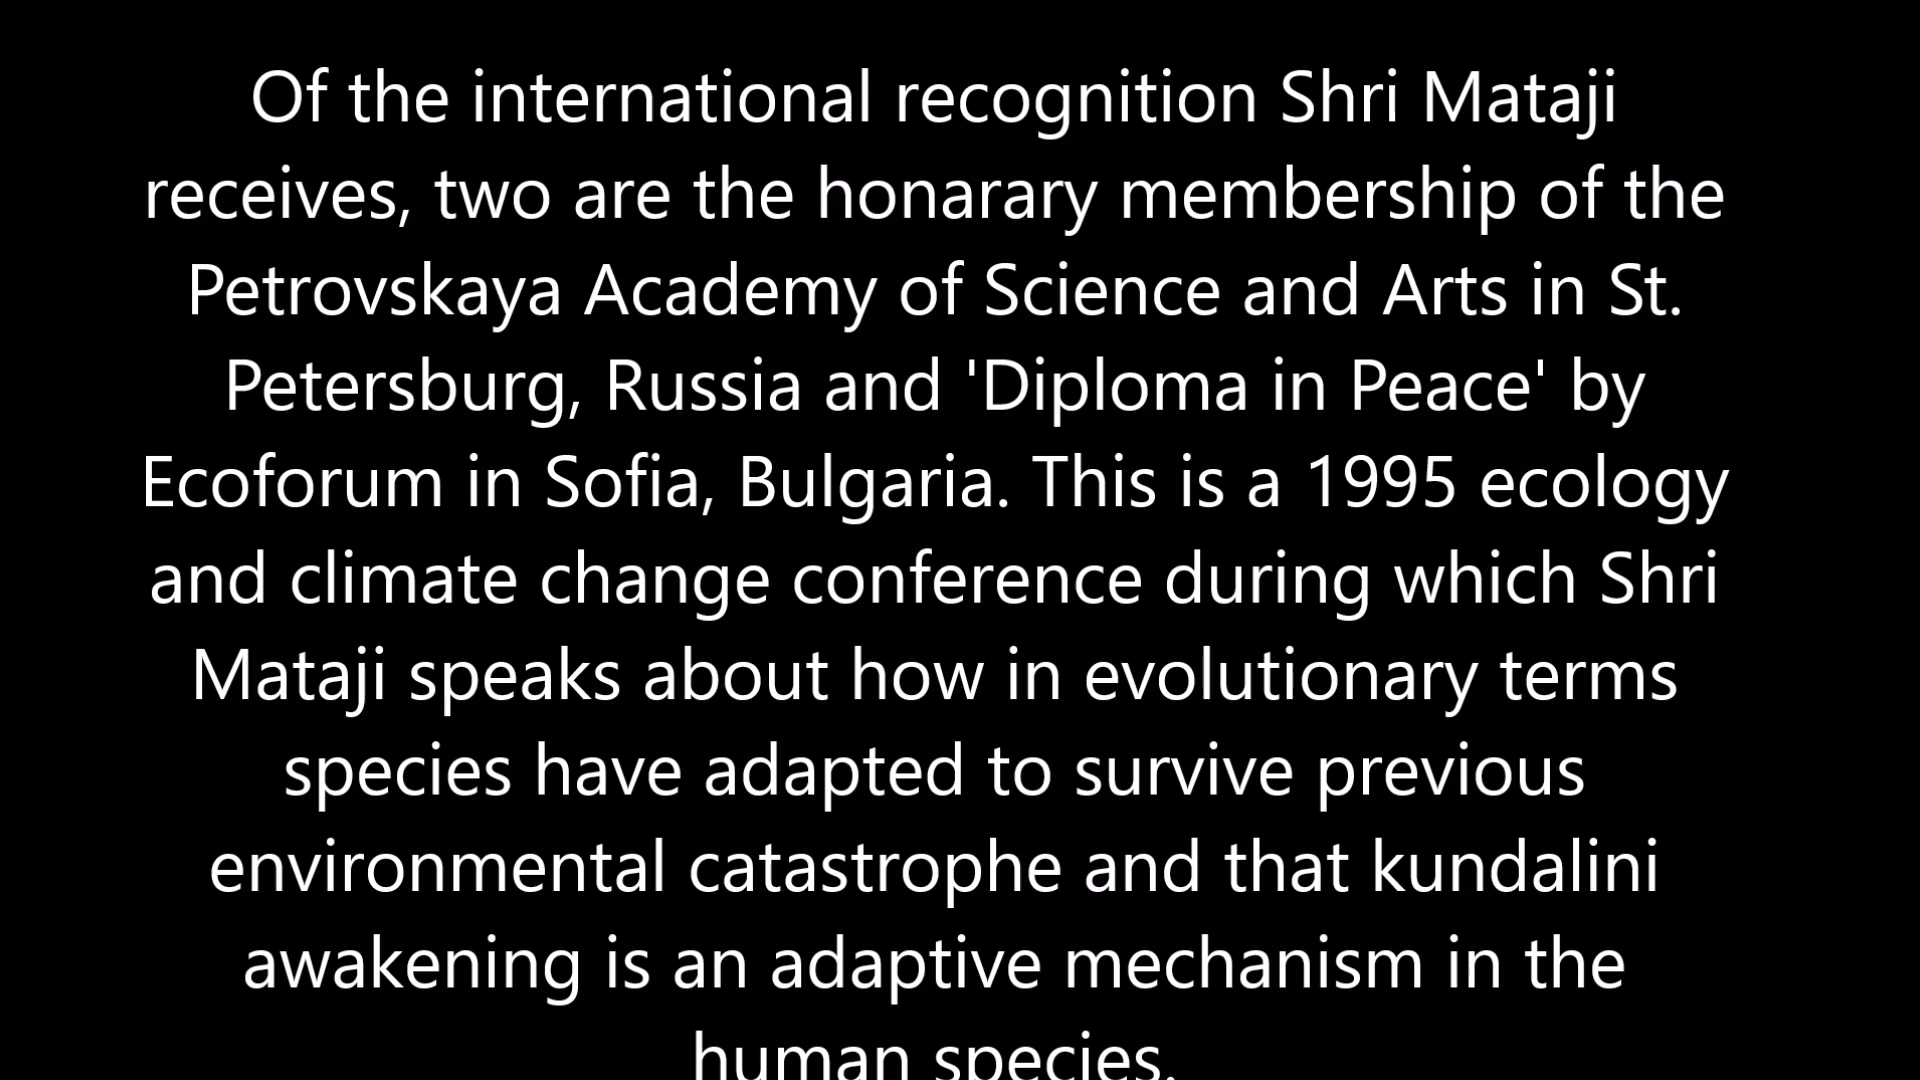 Of the international recognition Shri Mataji
receives, two are the honarary membership of the
Petrovskaya Academy of Science and Arts in St.
Petersburg, Russia and 'Diploma in Peace' by
Ecoforum in Sofia, Bulgaria. This is a 1995 ecology
and climate change conference during which Shri
Mataji speaks about how in evolutionary terms
species have adapted to survive previous
environmental catastrophe and that kundalini
awakening is an adaptive mechanism in the
human species.